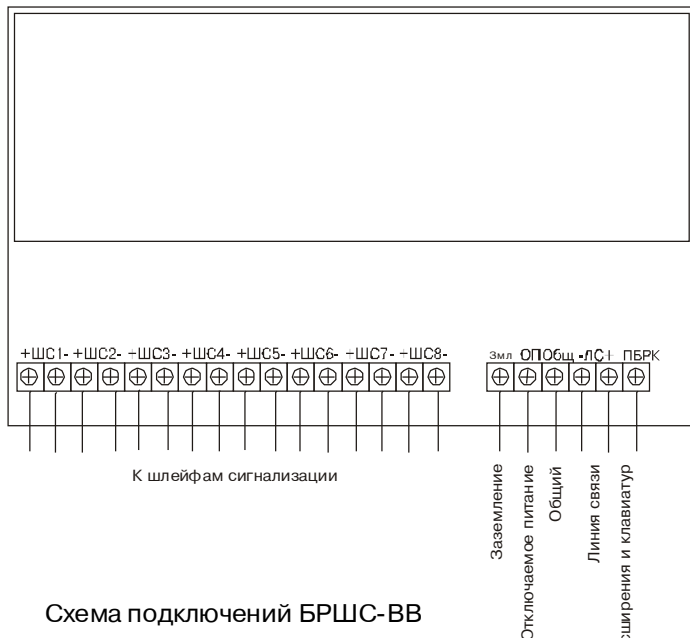 +ШС1- +ШС2- +ШС3- +ШС4- +ШС5- +ШС6- +ШС7- +ШС8-
Змл ОП Общ -ЛС+ ПБРК
К шлейфам сигнализации
Заземление
Отключаемое питание
Общий
Линия связи
и клавиатур
Схема подключений БРШС-ВВ